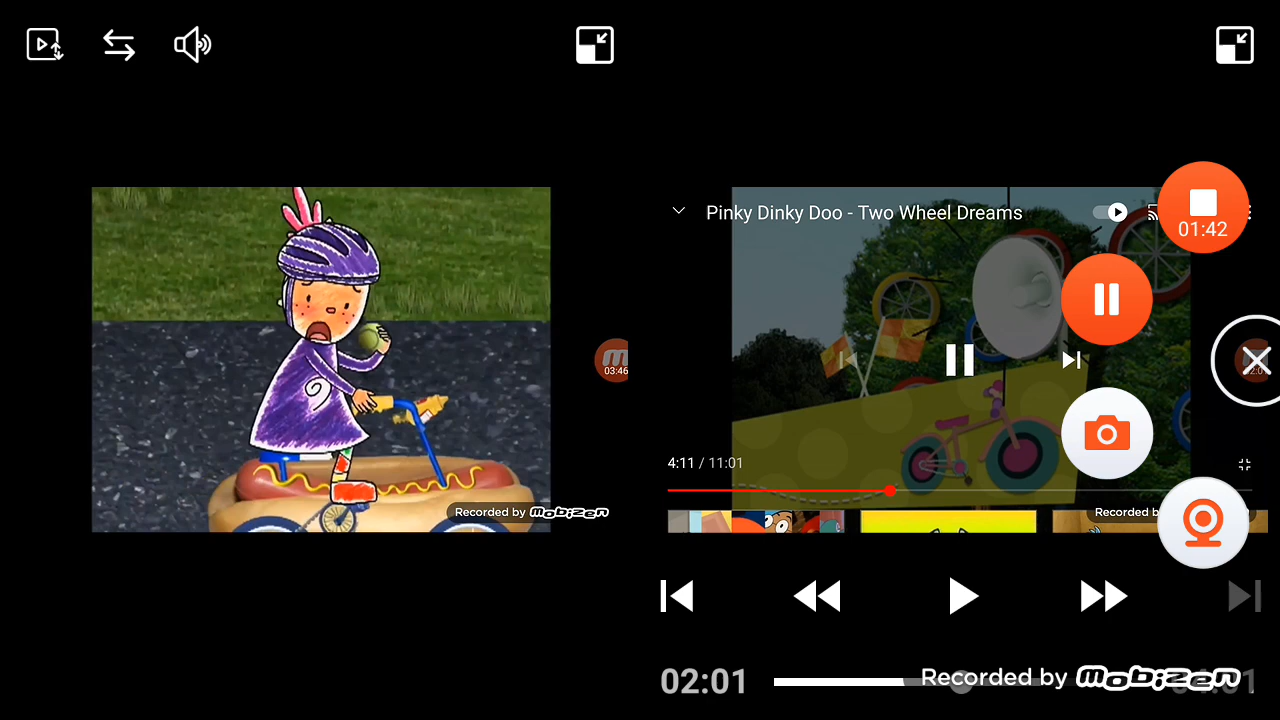 Pinky Dinky Doo - Two Wheel Dreams
01:42
03:46
4:11 / 11:01
Recorded by mobizen
Recorded b
02:01
Recorded by mobizen